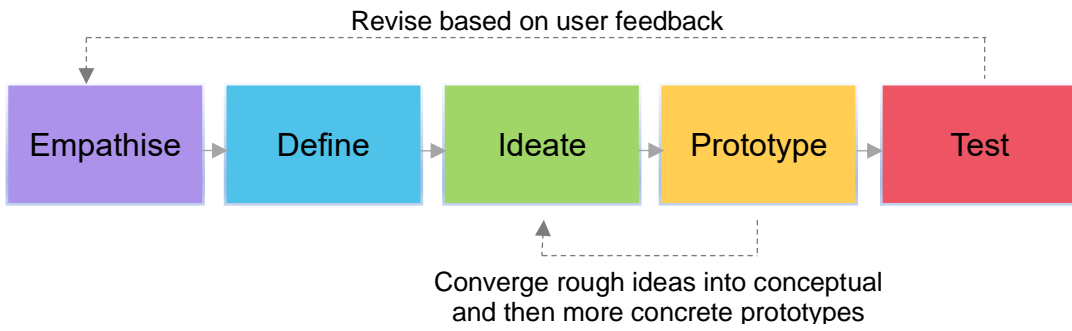 Revise based on user feedback
Empathise
Define
Ideate
Prototype
Test
Converge rough ideas into conceptual
and then more concrete prototypes